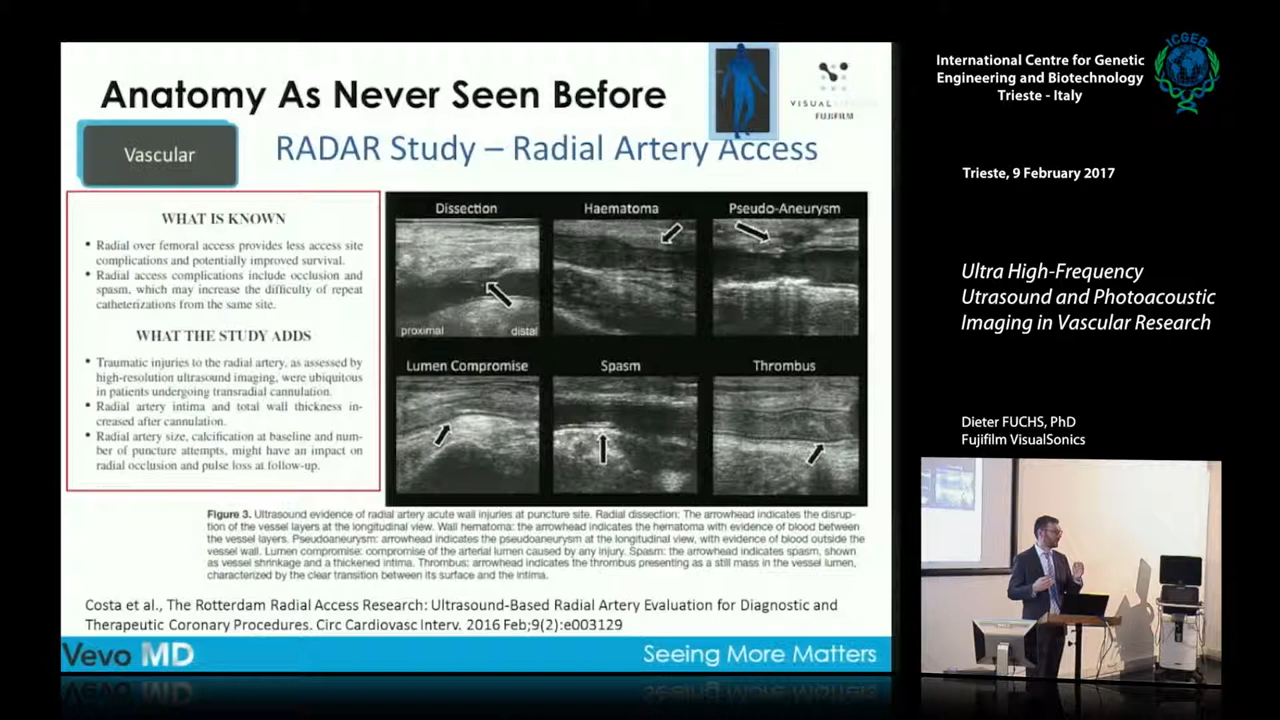 Anatomy As Never Seen Before
VISUAL
FUJIFILM
Vascular
RADAR Study – Radial Artery Access
WHAT IS KNOWN
• Radial over femoral access provides less access site
complications and potentially improved survival.
• Radial access complications include occlusion and
spasm, which may increase the difficulty of repeat
catheterizations from the same site.
WHAT THE STUDY ADDS
• Traumatic injuries to the radial artery, as assessed by
high-resolution ultrasound imaging, were ubiquitous
in patients undergoing transradial cannulation.
• Radial artery intima and total wall thickness in-
creased after cannulation.
• Radial artery size, calcification at baseline and num-
ber of puncture attempts, might have an impact on
radial occlusion and pulse loss at follow-up.
Dissection
Haematoma
Pseudo-Aneurysm
proximal
distal
Lumen Compromise
Spasm
Thrombus
Figure 3. Ultrasound evidence of radial artery acute wall injuries at puncture site. Radial dissection: The arrowhead indicates the disrup-
tion of the vessel layers at the longitudinal view. Wall hematoma: the arrowhead indicates the hematoma with evidence of blood between
the vessel layers. Pseudoaneurysm: arrowhead indicates the pseudoaneurysm at the longitudinal view, with evidence of blood outside the
vessel wall. Lumen compromise: compromise of the arterial lumen caused by any injury. Spasm: the arrowhead indicates spasm, shown
as vessel shrinkage and a thickened intima. Thrombus: arrowhead indicates the thrombus presenting as a still mass in the vessel lumen,
characterized by the clear transition between its surface and the intima.
Costa et al., The Rotterdam Radial Access Research: Ultrasound-Based Radial Artery Evaluation for Diagnostic and
Therapeutic Coronary Procedures. Circ Cardiovasc Interv. 2016 Feb;9(2):e003129
Vevo MD
Seeing More Matters
International Centre for Genetic
Engineering and Biotechnology
Trieste - Italy
ICGEB
Trieste, 9 February 2017
Ultra High-Frequency
Utrasound and Photoacoustic
Imaging in Vascular Research
Dieter FUCHS, PhD
Fujifilm VisualSonics